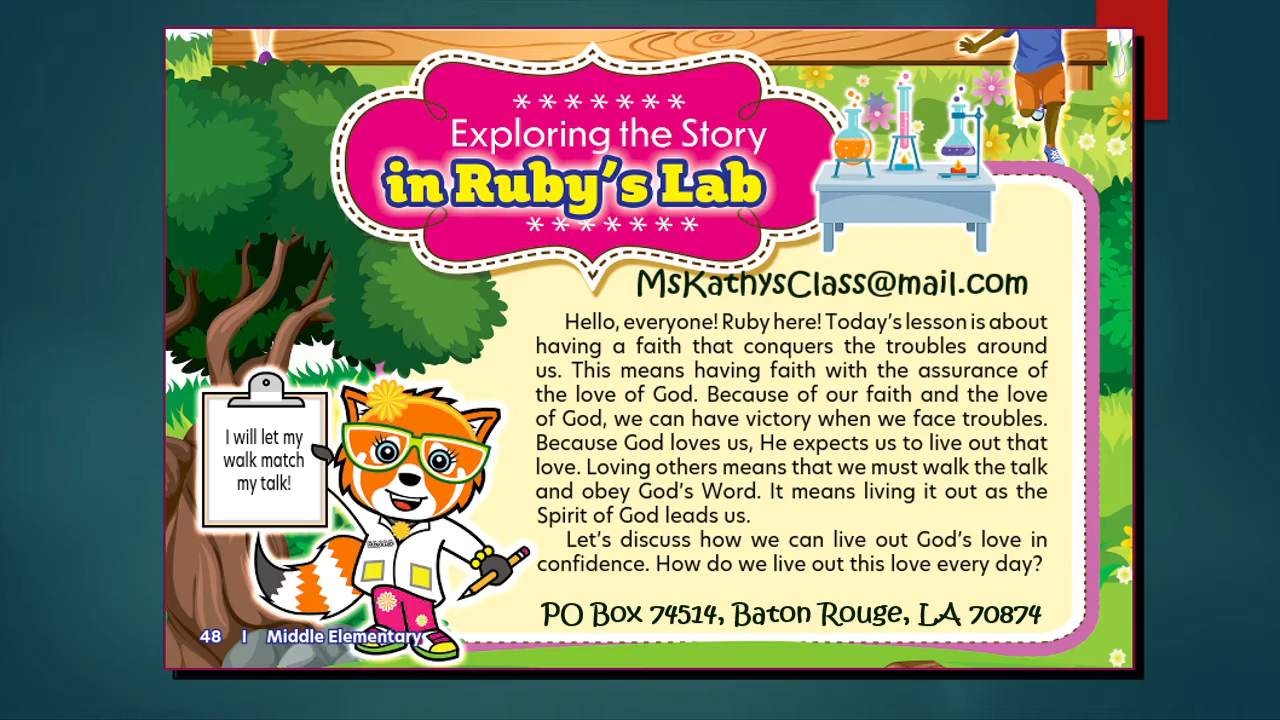 *******
Exploring the Story
in Ruby's Lab
*******
MsKathysClass@mail.com
Hello, everyone! Ruby here! Today's lesson is about
having a faith that conquers the troubles around
us. This means having faith with the assurance of
the love of God. Because of our faith and the love
of God, we can have victory when we face troubles.
Because God loves us, He expects us to live out that
love. Loving others means that we must walk the talk
and obey God's Word. It means living it out as the
Spirit of God leads us.
Let's discuss how we can live out God's love in
confidence. How do we live out this love every day?
PO Box 74514, Baton Rouge, LA 70874
I will let my
walk match
my talk!
48 | Middle Elementary